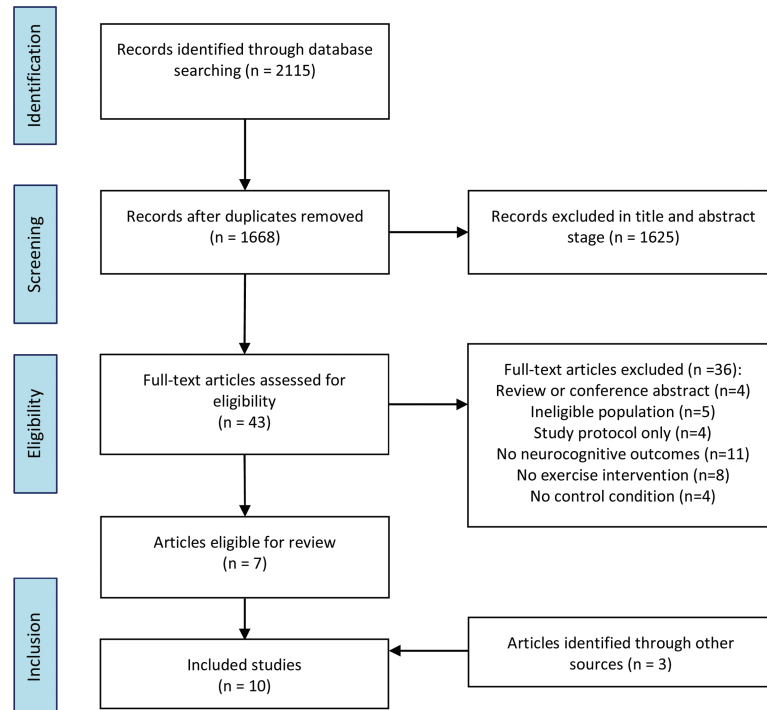 Identification
Records identified through database
searching (n = 2115)
Screening
Records after duplicates removed
(n = 1668)
Records excluded in title and abstract
stage (n = 1625)
Eligibility
Full-text articles assessed for
eligibility
(n = 43)
Full-text articles excluded (n =36):
Review or conference abstract (n=4)
Ineligible population (n=5)
Study protocol only (n=4)
No neurocognitive outcomes (n=11)
No exercise intervention (n=8)
No control condition (n=4)
Articles eligible for review
(n = 7)
Inclusion
Included studies
(n = 10)
Articles identified through other
sources (n = 3)